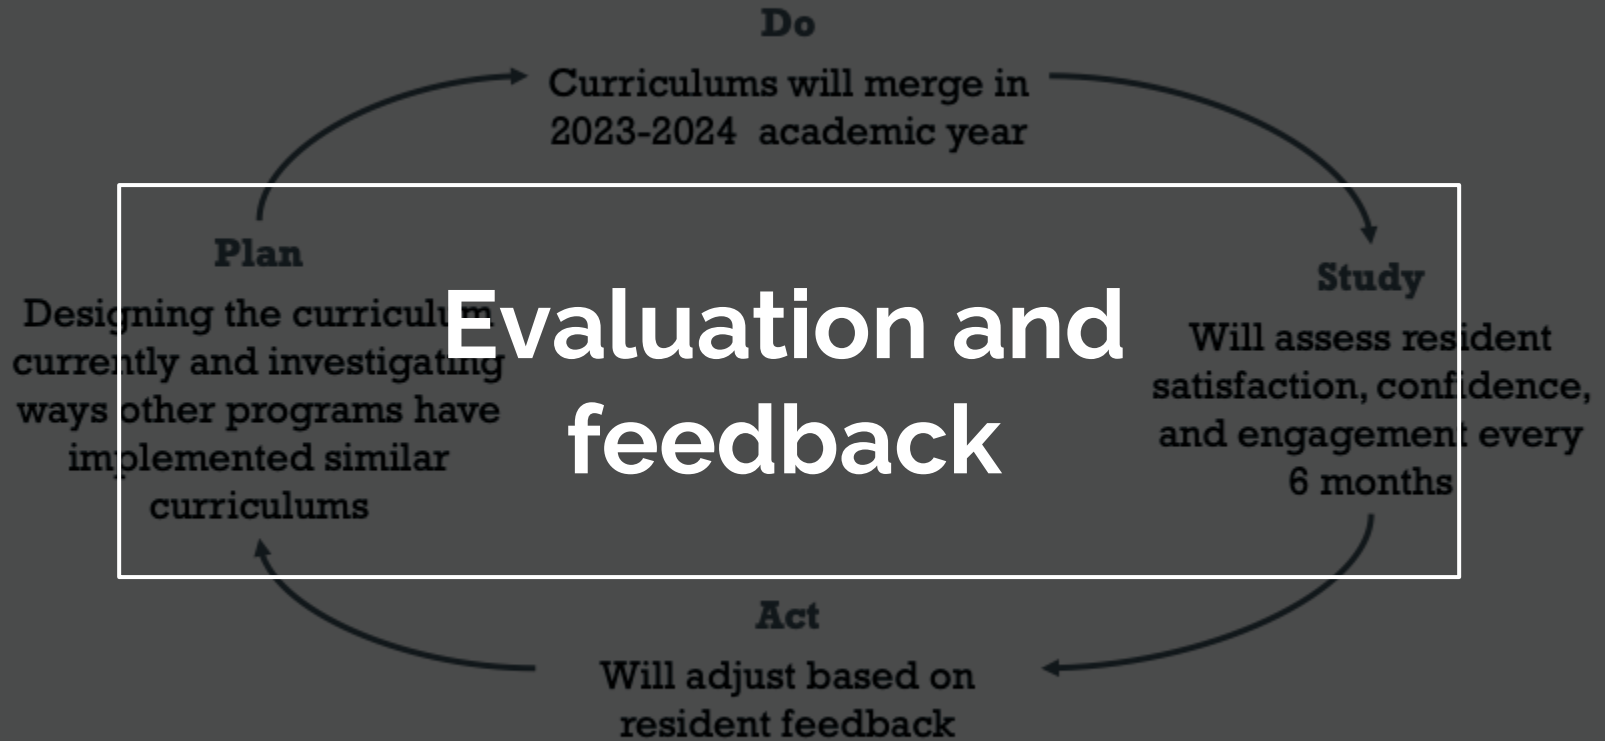 Do
Curriculums will merge in
2023-2024 academic year
Plan
Designing the curriculum
currently and investigating
ways other programs have
implemented similar
curriculums
Evaluation and
feedback
Study
Will assess resident
satisfaction, confidence,
and engagement every
6 months
Act
Will adjust based on
resident feedback